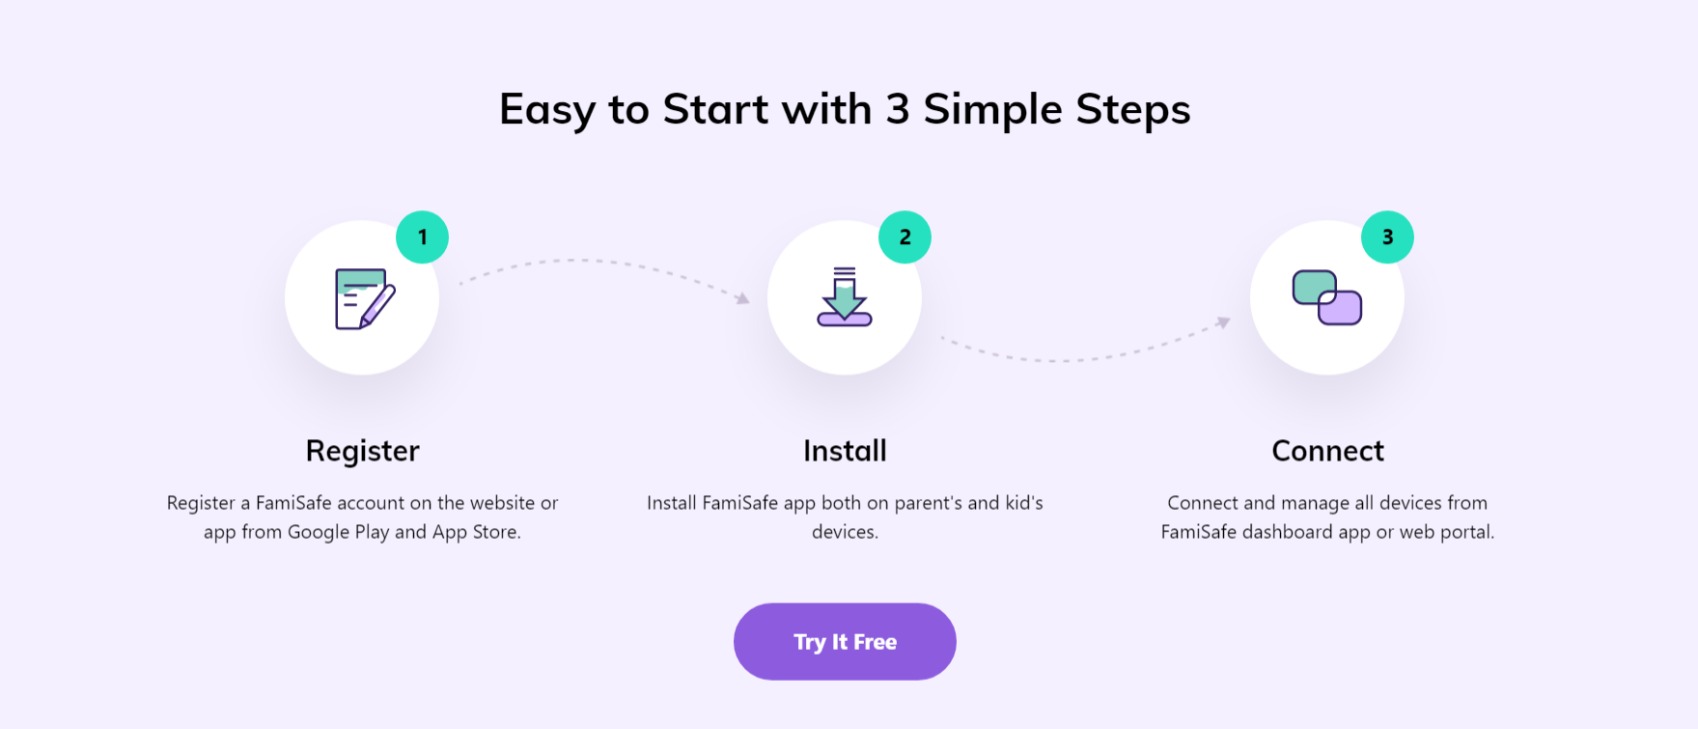 Easy to Start with 3 Simple Steps
1
2
3
Register
Register a FamiSafe account on the website or
app from Google Play and App Store.
Install
Install FamiSafe app both on parent's and kid's
devices.
Connect
Connect and manage all devices from
FamiSafe dashboard app or web portal.
Try It Free